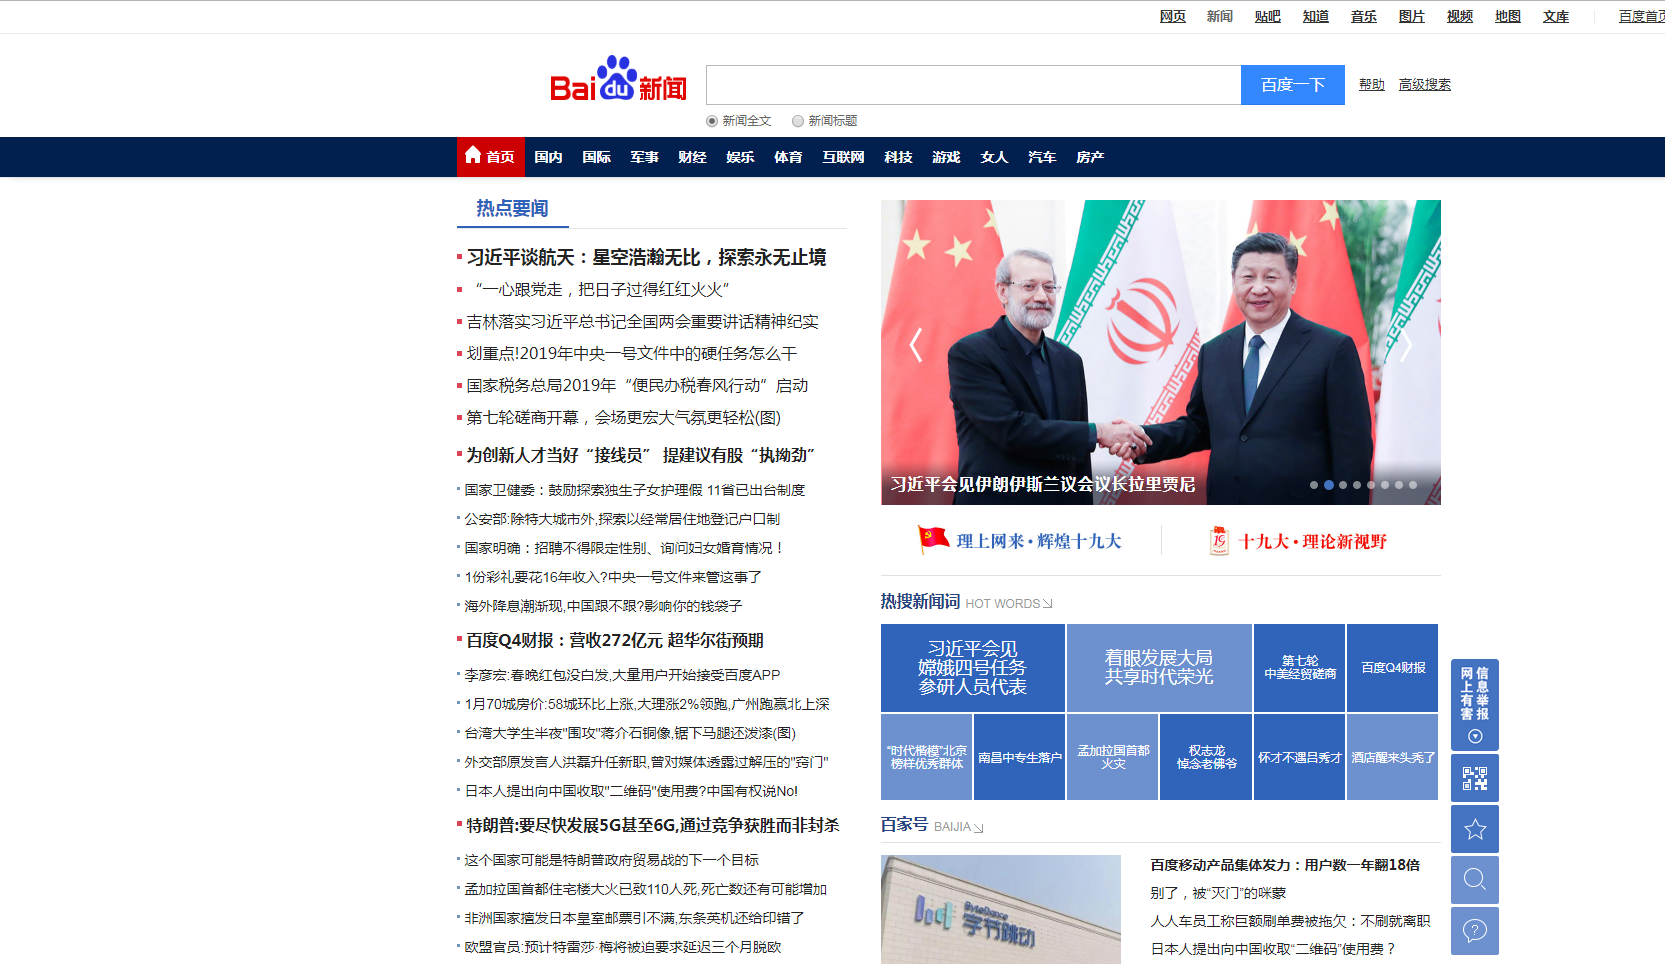 网页 新闻 贴吧 知道 音乐 图片 视频 地图 文库 百度首页
Bai du 新闻
百度一下 帮助 高级搜索
新闻全文 新闻标题
首页 国内 国际 军事 财经 娱乐 体育 互联网 科技 游戏 女人 汽车 房产
热点要闻
习近平谈航天：星空浩瀚无比，探索永无止境
“一心跟党走，把日子过得红红火火”
吉林落实习近平总书记全国两会重要讲话精神纪实
划重点!2019年中央一号文件中的硬任务怎么干
国家税务总局2019年“便民办税春风行动”启动
第七轮磋商开幕，会场更宏大气氛更轻松(图)
为创新人才当好“接线员” 提建议有股“执拗劲”
国家卫健委：鼓励探索独生子女护理假 11省已出台制度
公安部:除特大城市外,探索以经常居住地登记户口制
国家明确：招聘不得限定性别、询问妇女婚育情况！
1份彩礼要花16年收入?中央一号文件来管这事了
海外降息潮渐现,中国跟不跟?影响你的钱袋子
百度Q4财报：营收272亿元 超华尔街预期
李彦宏:春晚红包没白发,大量用户开始接受百度APP
1月70城房价:58城环比上涨,大理涨2%领跑,广州跑赢北上深
台湾大学生半夜"围攻"蒋介石铜像,锯下马腿还泼漆(图)
外交部原发言人洪磊升任新职,曾对媒体透露过解压的"窍门"
日本人提出向中国收取"二维码"使用费?中国有权说No!
特朗普:要尽快发展5G甚至6G,通过竞争获胜而非封杀
这个国家可能是特朗普政府贸易战的下一个目标
孟加拉国首都住宅楼大火已致110人死,死亡数还有可能增加
非洲国家擅发日本皇室邮票引不满,东条英机还给印错了
欧盟官员:预计特雷莎·梅将被迫要求延迟三个月脱欧
习近平会见伊朗伊斯兰议会议长拉里贾尼
理上网来·辉煌十九大
19
十九大·理论新视野
热搜新闻词 HOT WORDS
习近平会见
嫦娥四号任务
参研人员代表
着眼发展大局
共享时代荣光
第七轮
中美经贸磋商
百度Q4财报
“时代楷模”北京
榜样优秀群体
南昌中专生落户
孟加拉国首都
火灾
权志龙
悼念老佛爷
怀才不遇吕秀才
酒店醒来头秃了
百家号 BAIJIA
ByteDance
字节跳动
百度移动产品集体发力：用户数一年翻18倍
别了，被“灭门”的咪蒙
人人车员工称巨额刷单费被拖欠：不刷就离职
日本人提出向中国收取“二维码”使用费？
网上有害
信息举报